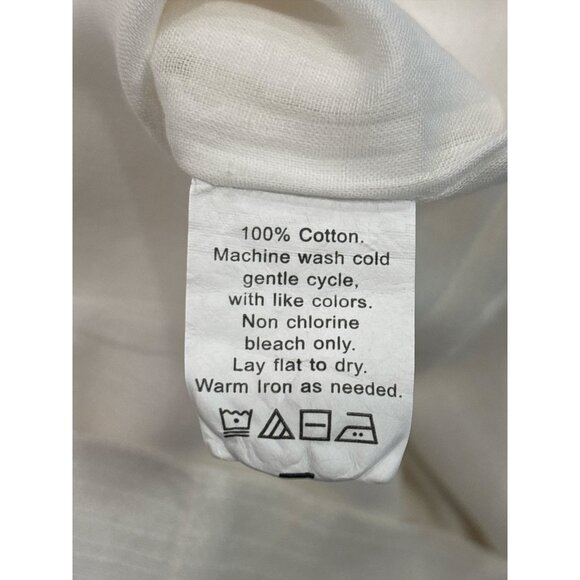 100% Cotton.
Machine wash cold
gentle cycle,
with like colors.
Non chlorine
bleach only.
Lay flat to dry.
Warm Iron as needed.